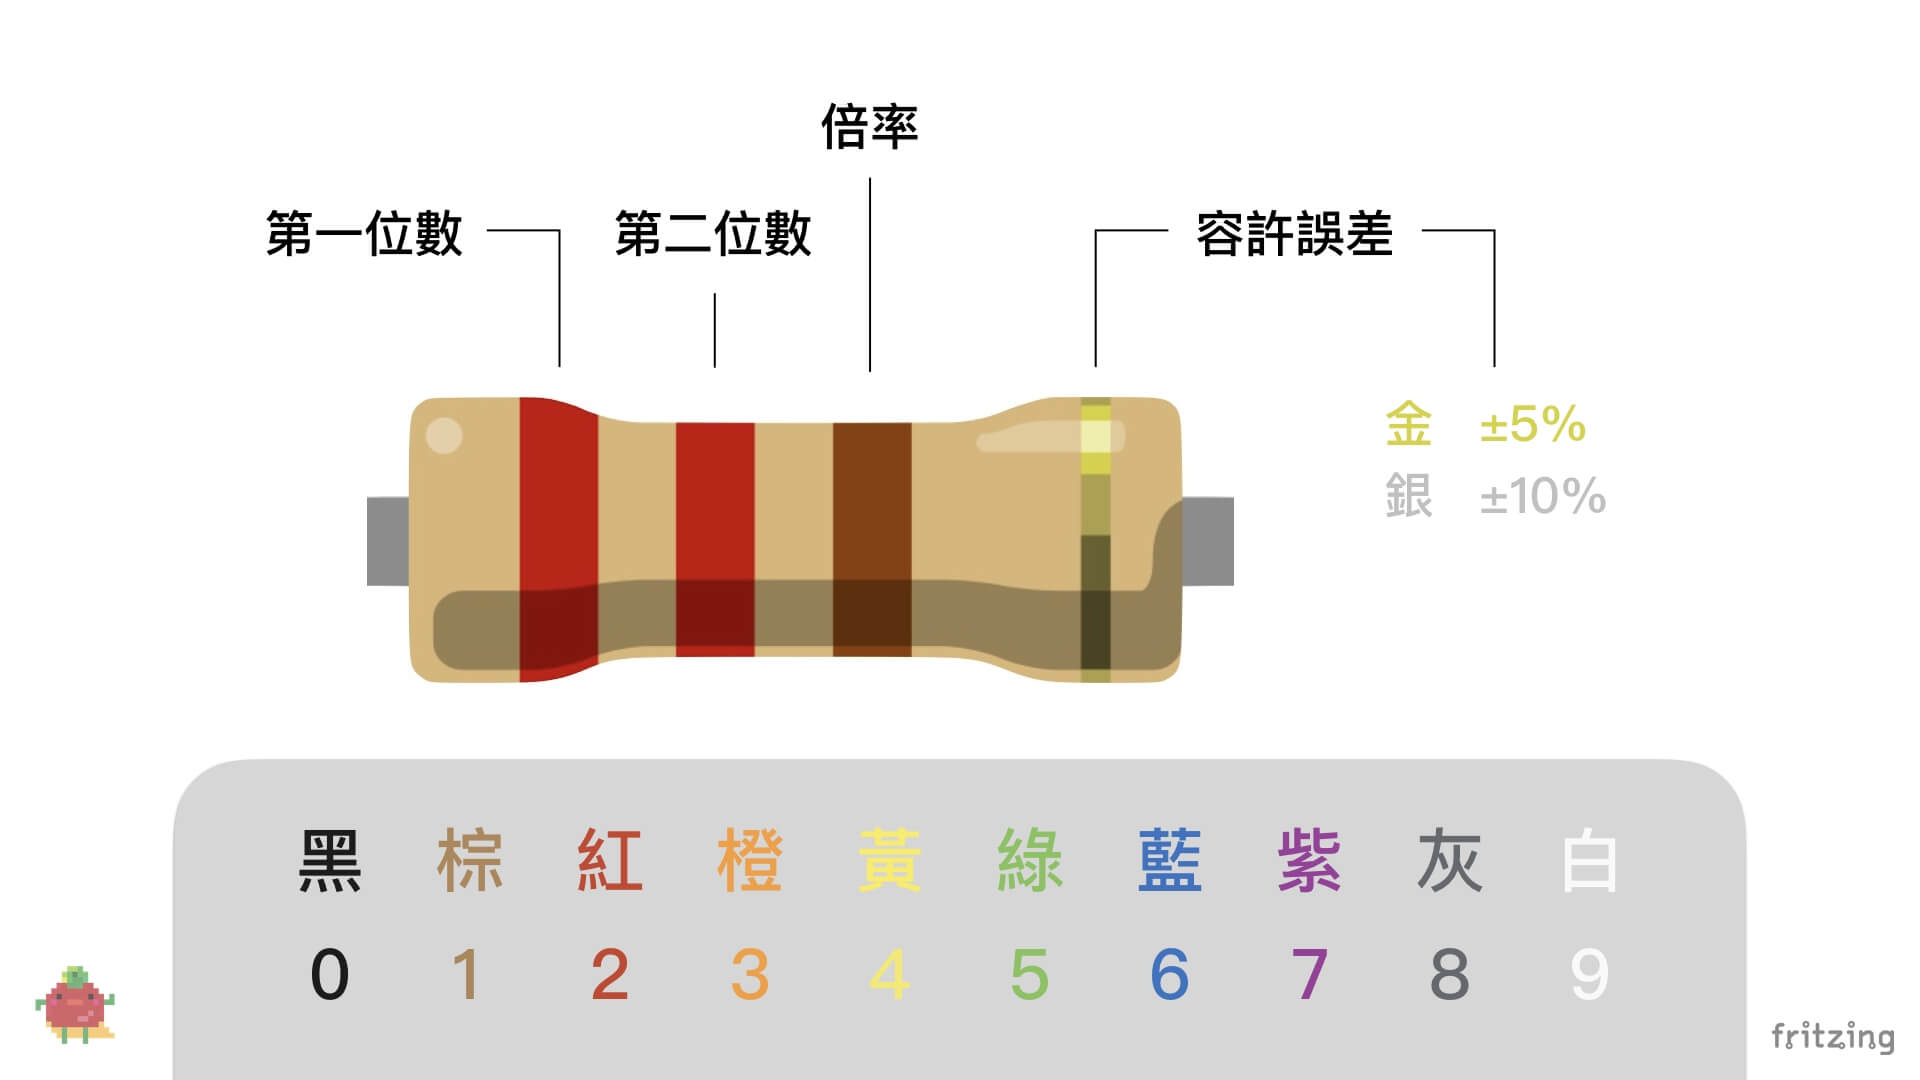 倍率
第一位數
第二位數
容許誤差
金 ±5%
銀 ±10%
黑 棕 紅 橙 黃 綠 藍 紫 灰 白
0 1 2 3 4 5 6 7 8 9
fritzing